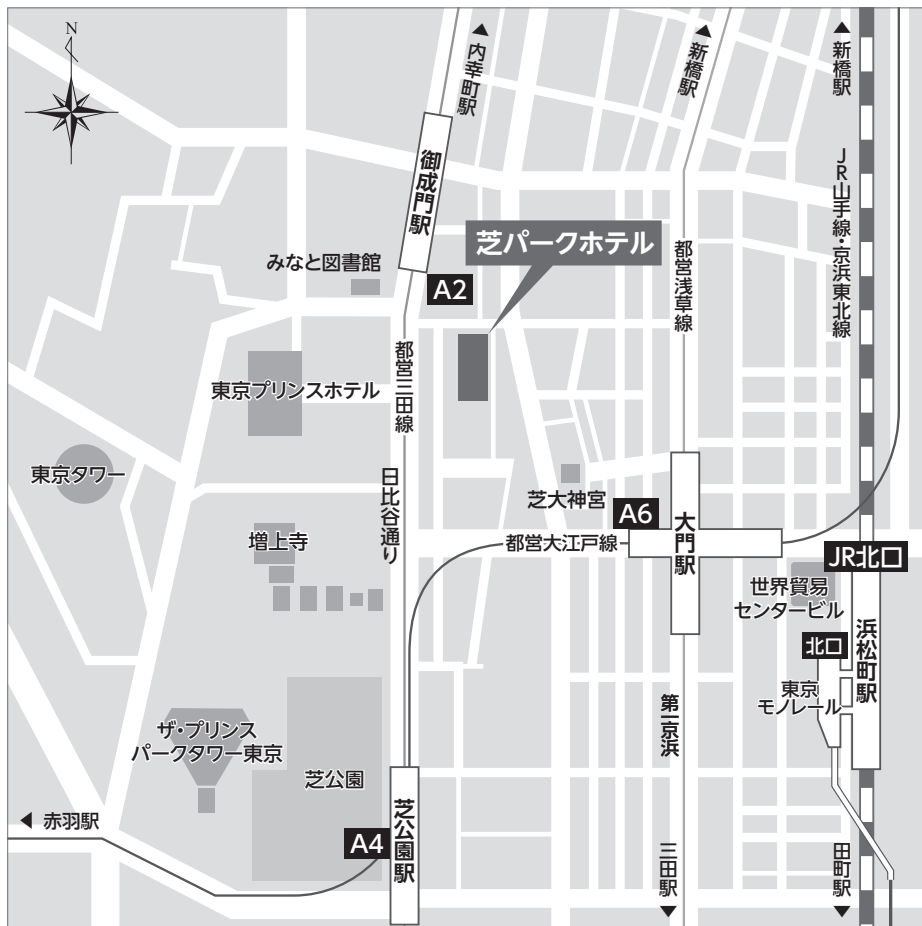 N
内幸町駅
新橋駅
新橋駅
御成門駅
JR山手線・京浜東北線
芝パークホテル
都営浅草線
みなと図書館
A2
都営三田線
東京プリンスホテル
東京タワー
日比谷通り
芝大神宮
A6
大門駅
増上寺
都営大江戸線
JR北口
世界貿易
センタービル
浜松町駅
北口
東京
モノレール
第一京浜
ザ・プリンス
パークタワー東京
芝公園
芝公園駅
赤羽駅
A4
三田駅
田町駅